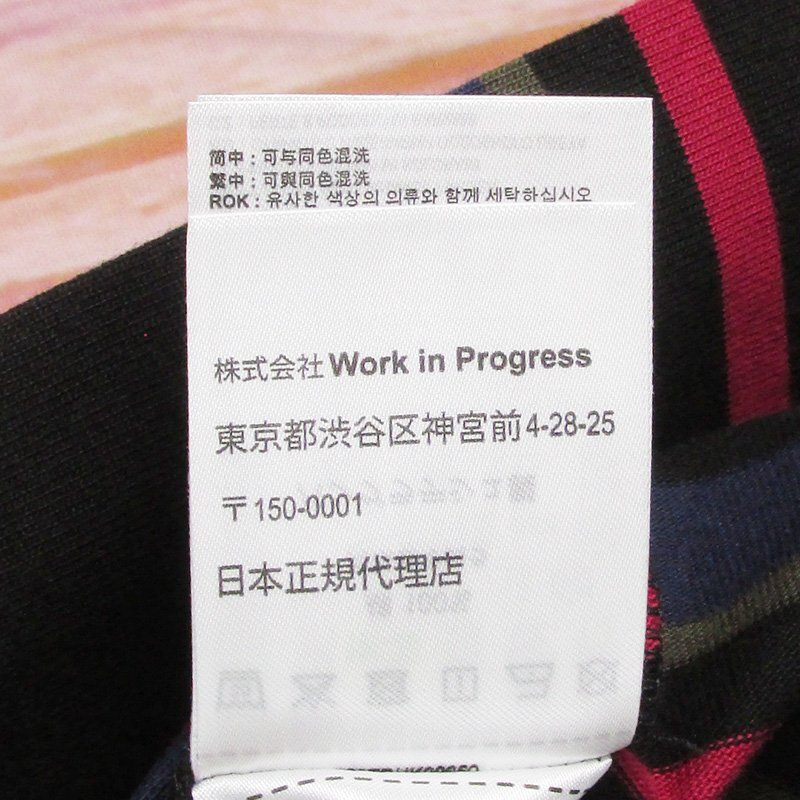 简中：可与同色混洗
繁中：可與同色混洗
ROK : 유사한 색상의 의류와 함께 세탁하십시오
株式会社 Work in Progress
東京都渋谷区神宮前4-28-25
〒150-0001
日本正規代理店